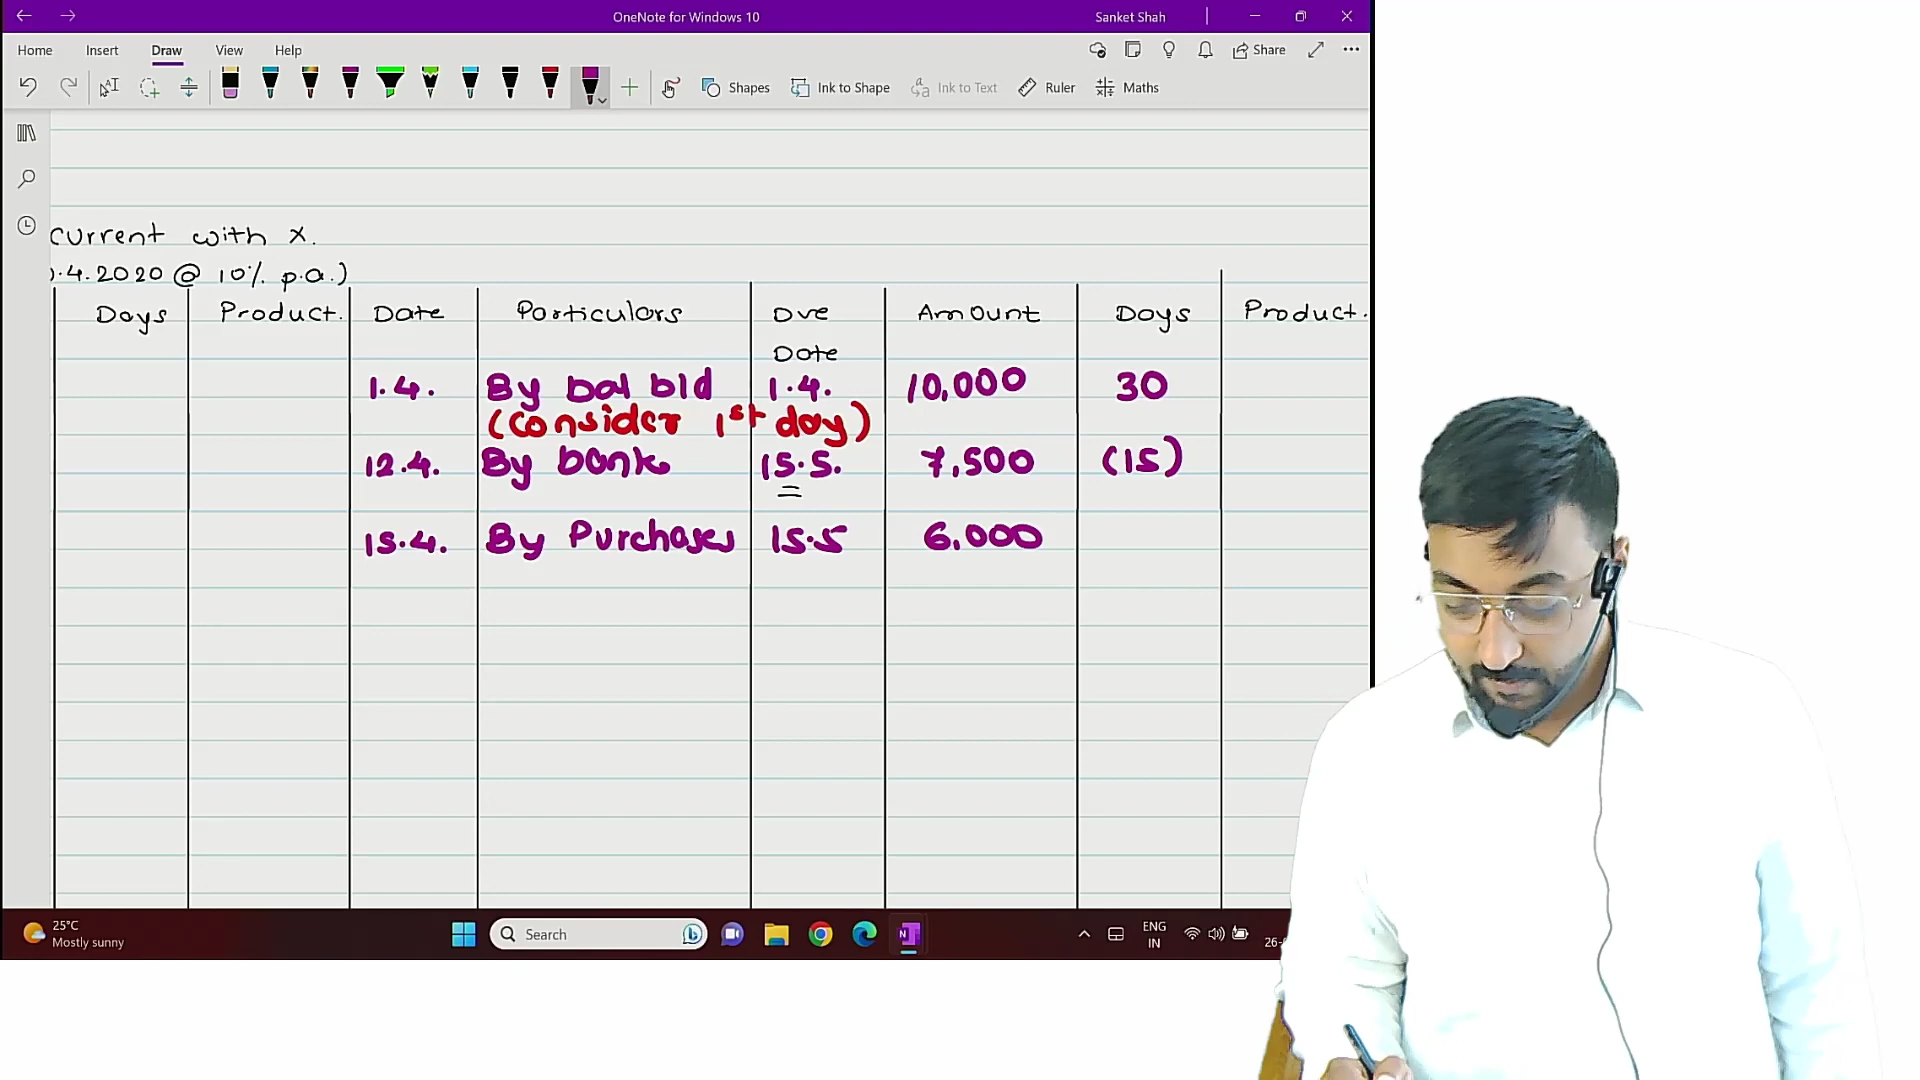 OneNote for Windows 10
Sanket Shah
Home Insert Draw View Help
Share
Shapes
Ink to Shape
Ink to Text
Ruler
Maths
current with X.
.4.2020 @ 10% p.a.)
Days Product. Date Particulars Due Date Amount Days Product.
1.4. By bal b/d 1.4. 10,000 30
(Consider 1st day)
12.4. By bank 15.5. 7,500 (15)
15.4. By Purchases 15.5 6,000
25°C
Mostly sunny
Search
ENG
IN
26-